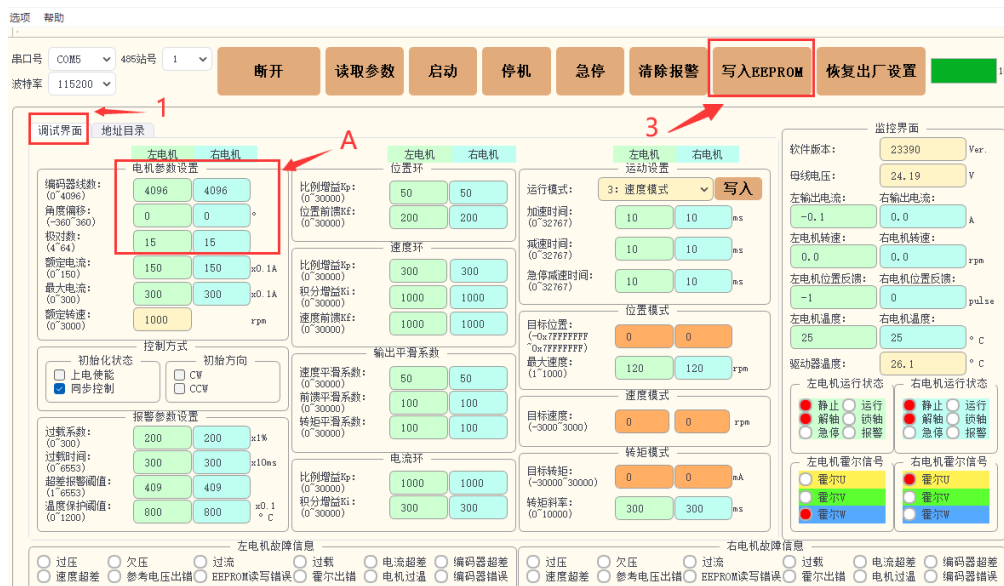 选项 帮助
串口号 COM5 485站号 1
波特率 115200
断开 读取参数 启动 停机 急停 清除报警 写入EEPROM 恢复出厂设置
1
3
A
调试界面 地址目录
左电机 右电机
电机参数设置
编码器线数: 4096 4096
(0~4096)
角度偏移: 0 0 °
(-360~360)
极对数: 15 15
(4~64)
额定电流: 150 150 x0.1A
(0~150)
最大电流: 300 300 x0.1A
(0~300)
额定转速: 1000 rpm
(0~3000)
控制方式
初始化状态 初始方向
上电使能 CW
同步控制 CCW
报警参数设置
过载系数: 200 200 x1%
(0~300)
过载时间: 300 300 x10ms
(0~6553)
超差报警阈值: 409 409
(1~6553)
温度保护阈值: 800 800 x0.1
(0~1200) ° C
左电机 右电机
位置环
比例增益Kp: 50 50
(0~30000)
位置前馈Kf: 200 200
(0~30000)
速度环
比例增益Kp: 300 300
(0~30000)
积分增益Ki: 1000 1000
(0~30000)
速度前馈Kf: 1000 1000
(0~30000)
输出平滑系数
速度平滑系数: 50 50
(0~30000)
前馈平滑系数: 100 100
(0~30000)
转矩平滑系数: 100 100
(0~30000)
电流环
比例增益Kp: 1000 1000
(0~30000)
积分增益Ki: 300 300
(0~30000)
左电机 右电机
运动设置
运行模式: 3: 速度模式 写入
加速时间: 10 10 ms
(0~32767)
减速时间: 10 10 ms
(0~32767)
急停减速时间: 10 10 ms
(0~32767)
位置模式
目标位置: 0 0
(-0x7FFFFFFF
~0x7FFFFFFF)
最大速度: 120 120 rpm
(1~1000)
速度模式
目标速度: 0 0 rpm
(-3000~3000)
转矩模式
目标转矩: 0 0 mA
(-30000~30000)
转矩斜率: 300 300 ms
(0~10000)
监控界面
软件版本: 23390 Ver.
母线电压: 24.19 V
左输出电流: 右输出电流:
-0.1 0.0 A
左电机转速: 右电机转速:
0.0 0.0 rpm
左电机位置反馈: 右电机位置反馈:
-1 0 pulse
左电机温度: 右电机温度:
25 25 ° C
驱动器温度: 26.1 ° C
左电机运行状态 右电机运行状态
静止 运行 静止 运行
解轴 锁轴 解轴 锁轴
急停 报警 急停 报警
左电机霍尔信号 右电机霍尔信号
霍尔U 霍尔U
霍尔V 霍尔V
霍尔W 霍尔W
左电机故障信息 右电机故障信息
过压 欠压 过流 过载 电流超差 编码器超差 过压 欠压 过流 过载 电流超差 编码器超差
速度超差 参考电压出错 EEPROM读写错误 霍尔出错 电机过温 编码器错误 速度超差 参考电压出错 EEPROM读写错误 霍尔出错 电机过温 编码器错误